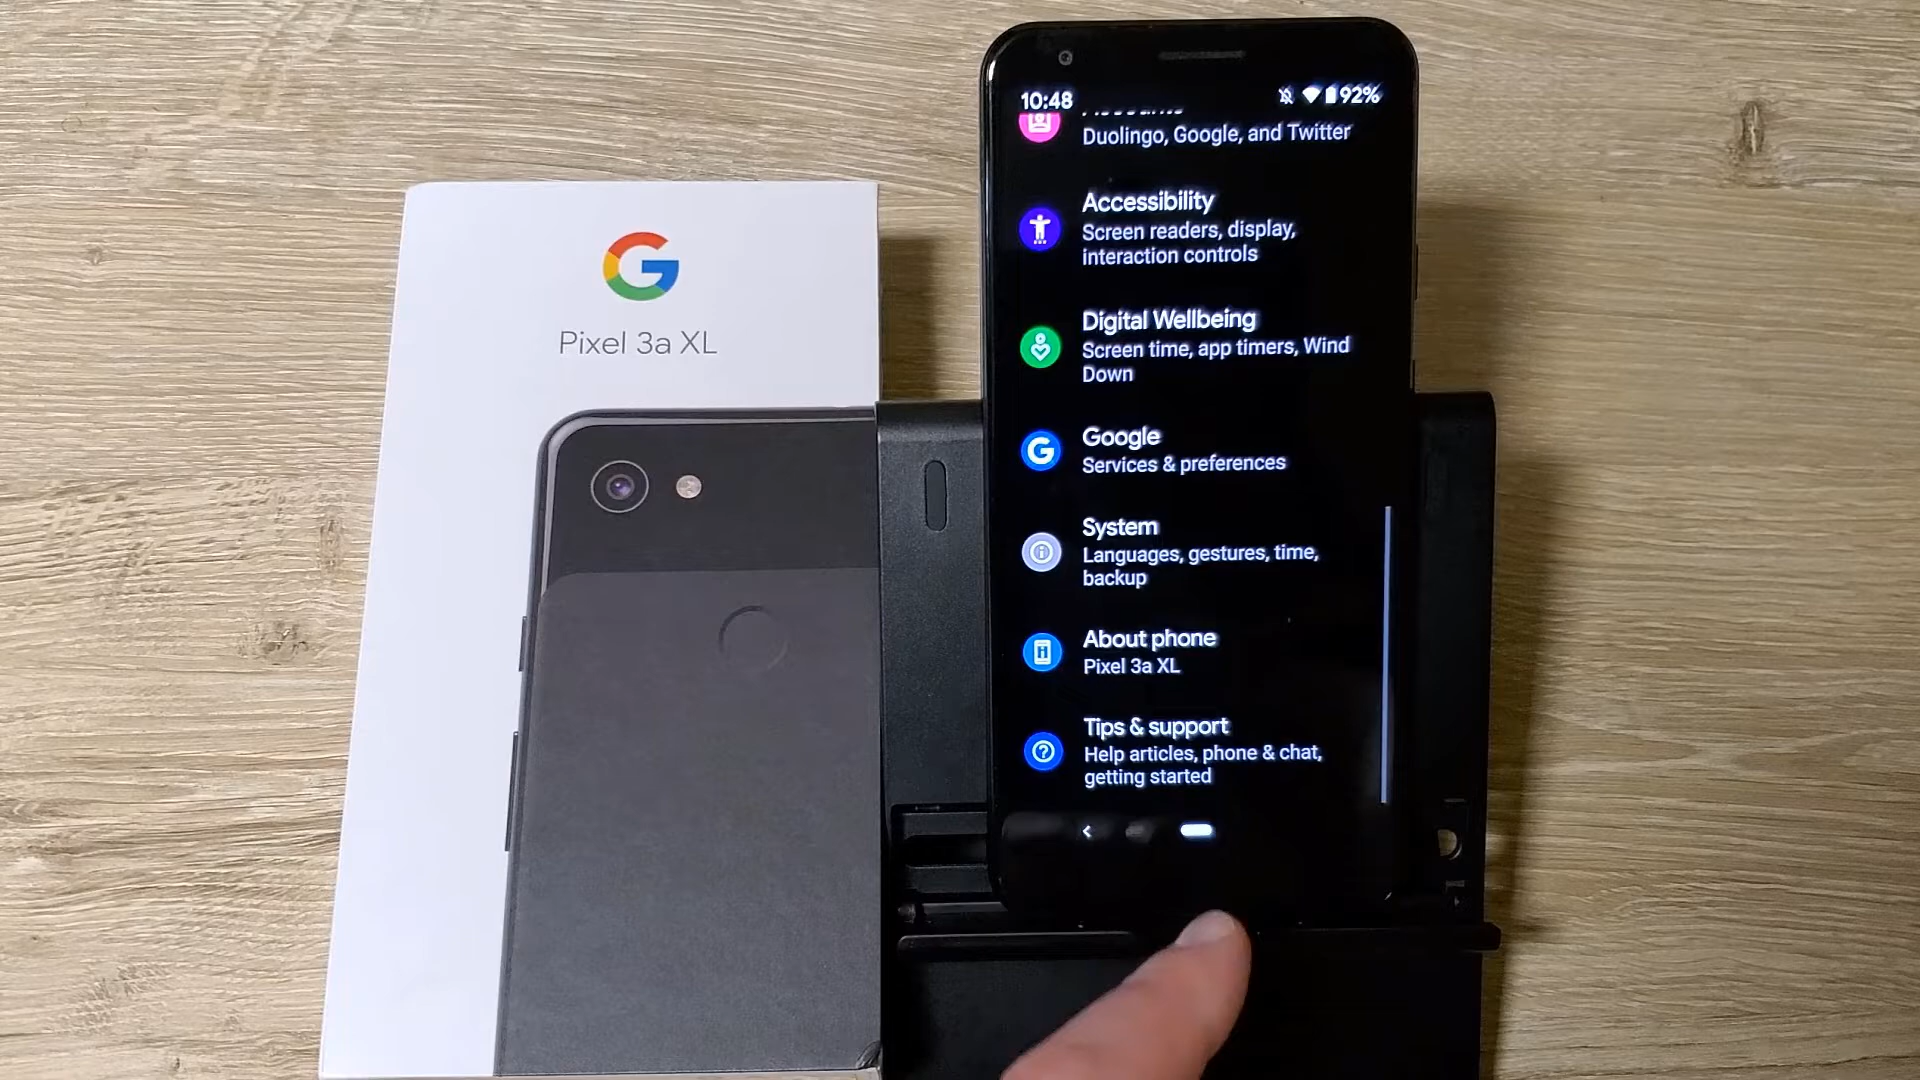 Pixel 3a XL
10:48
92%
Duolingo, Google, and Twitter
Accessibility
Screen readers, display,
interaction controls
Digital Wellbeing
Screen time, app timers, Wind
Down
Google
Services & preferences
System
Languages, gestures, time,
backup
About phone
Pixel 3a XL
Tips & support
Help articles, phone & chat,
getting started